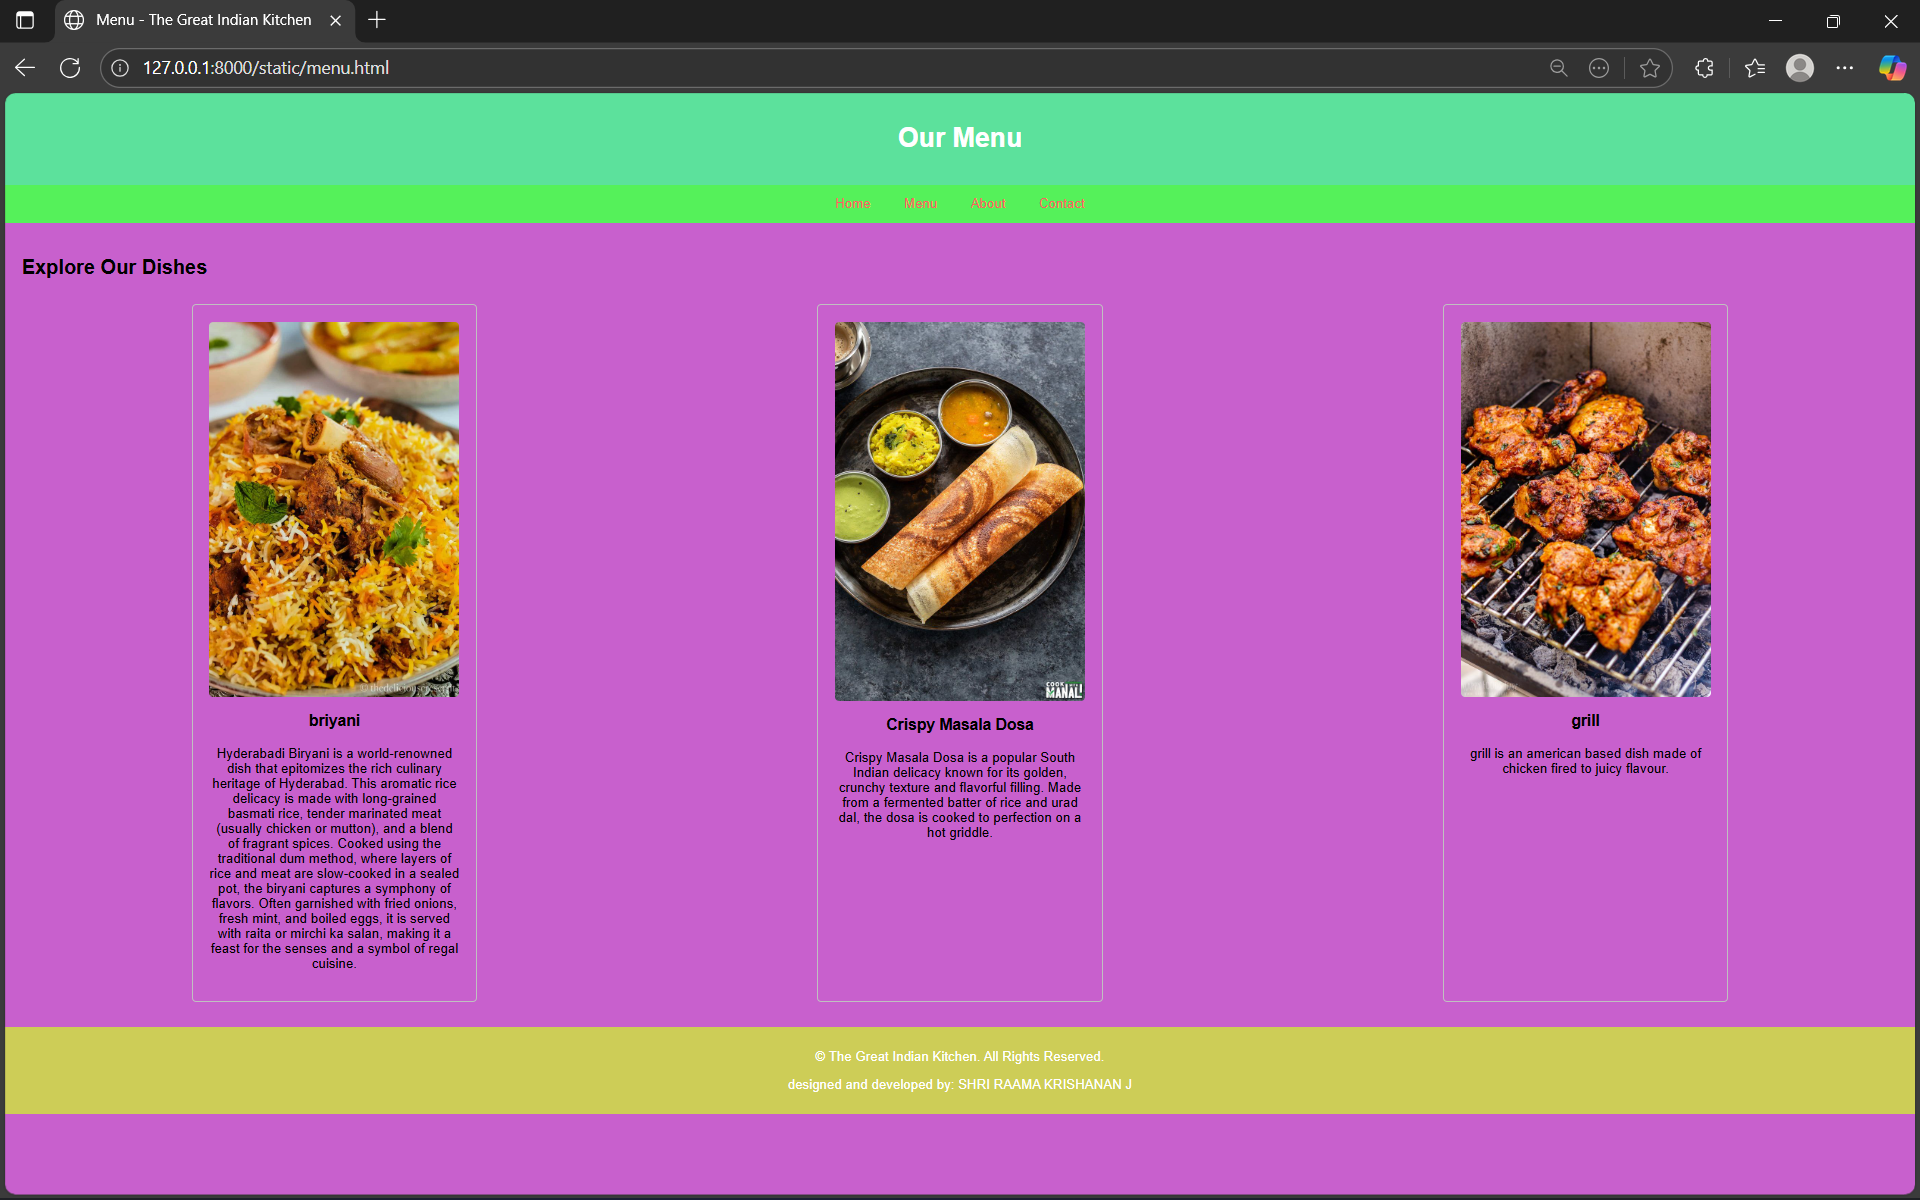 Menu - The Great Indian Kitchen
127.0.0.1:8000/static/menu.html
Our Menu
Home Menu About Contact
Explore Our Dishes
COOK WITH
MANALI
briyani
Hyderabadi Biryani is a world-renowned
dish that epitomizes the rich culinary
heritage of Hyderabad. This aromatic rice
delicacy is made with long-grained
basmati rice, tender marinated meat
(usually chicken or mutton), and a blend
of fragrant spices. Cooked using the
traditional dum method, where layers of
rice and meat are slow-cooked in a sealed
pot, the biryani captures a symphony of
flavors. Often garnished with fried onions,
fresh mint, and boiled eggs, it is served
with raita or mirchi ka salan, making it a
feast for the senses and a symbol of regal
cuisine.
Crispy Masala Dosa
Crispy Masala Dosa is a popular South
Indian delicacy known for its golden,
crunchy texture and flavorful filling. Made
from a fermented batter of rice and urad
dal, the dosa is cooked to perfection on a
hot griddle.
grill
grill is an american based dish made of
chicken fired to juicy flavour.
© The Great Indian Kitchen. All Rights Reserved.
designed and developed by: SHRI RAAMA KRISHANAN J